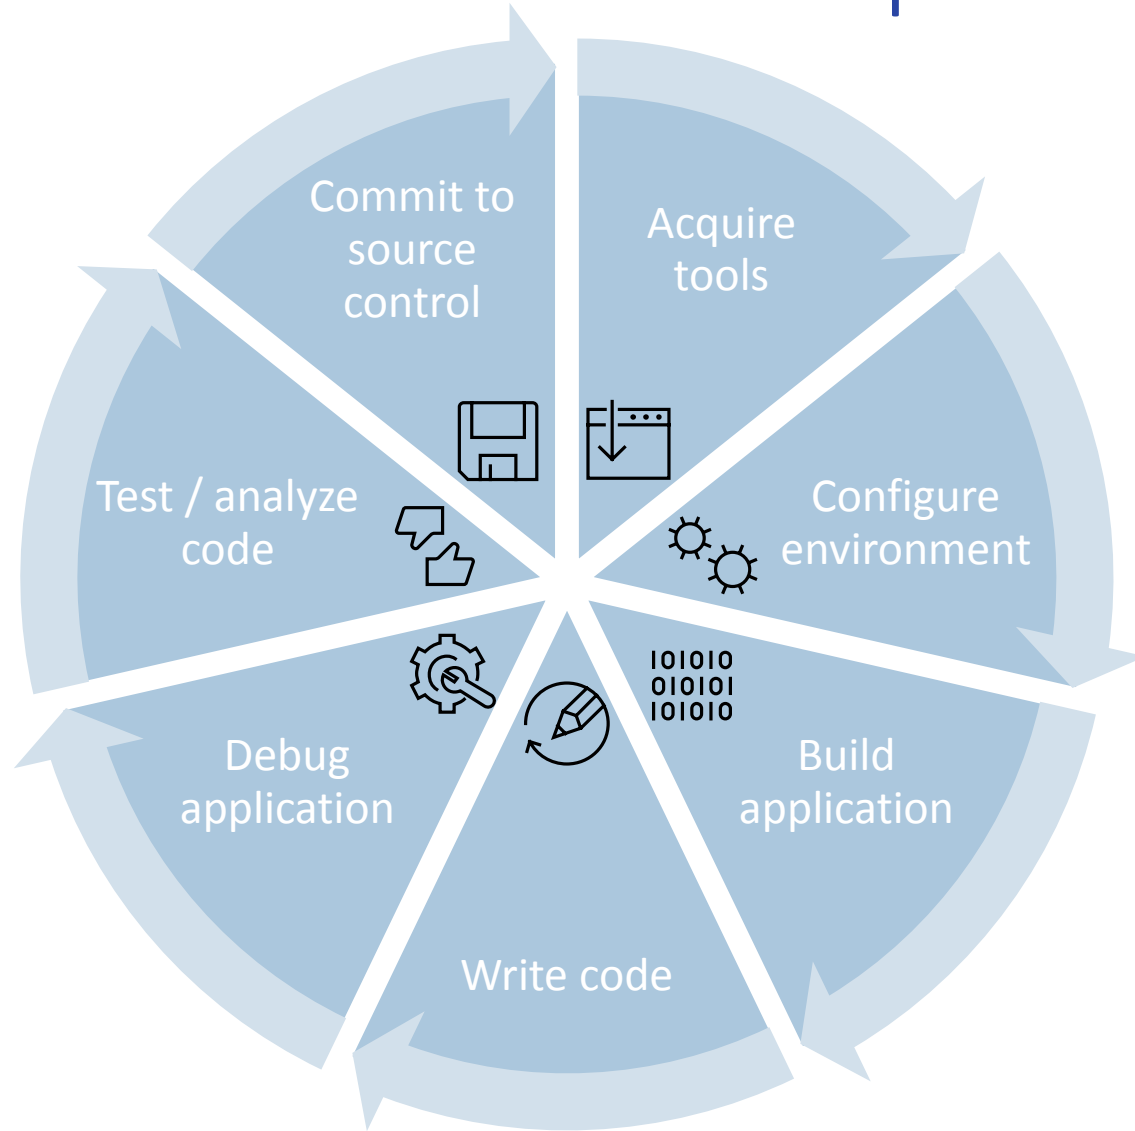 Commit to
source
control
Acquire
tools
Configure
environment
Build
application
Write code
Debug
application
Test / analyze
code
101010
010101
101010